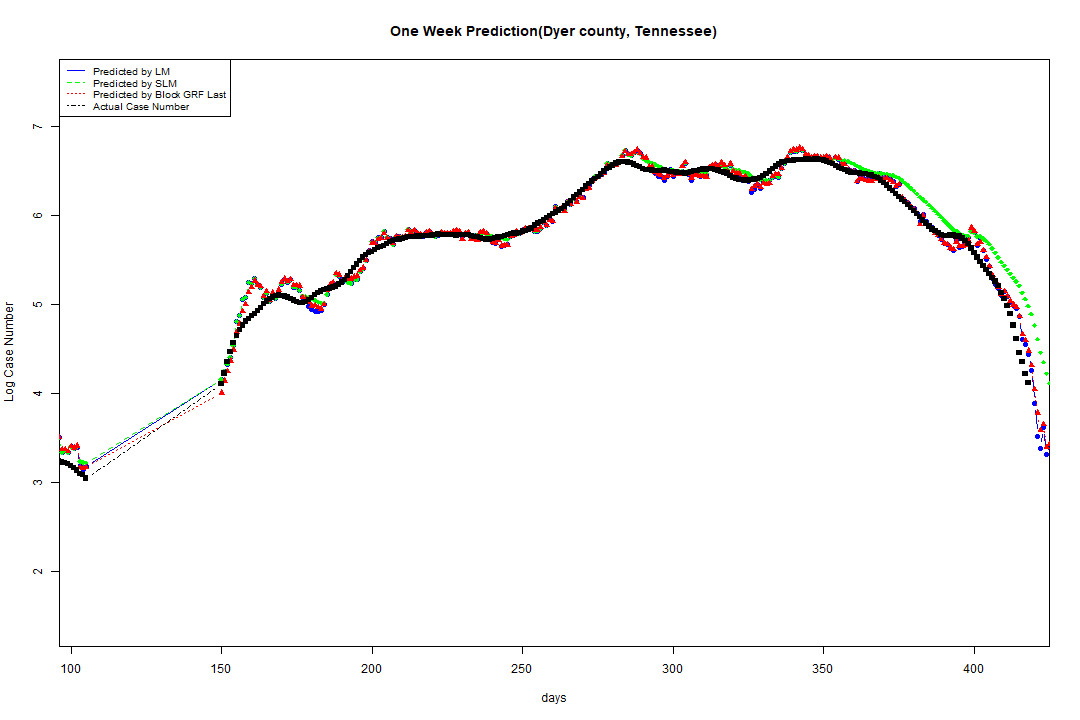 One Week Prediction(Dyer county, Tennessee)
Predicted by LM
Predicted by SLM
Predicted by Block GRF Last
Actual Case Number
7
6
5
4
3
2
Log Case Number
100 150 200 250 300 350 400
days